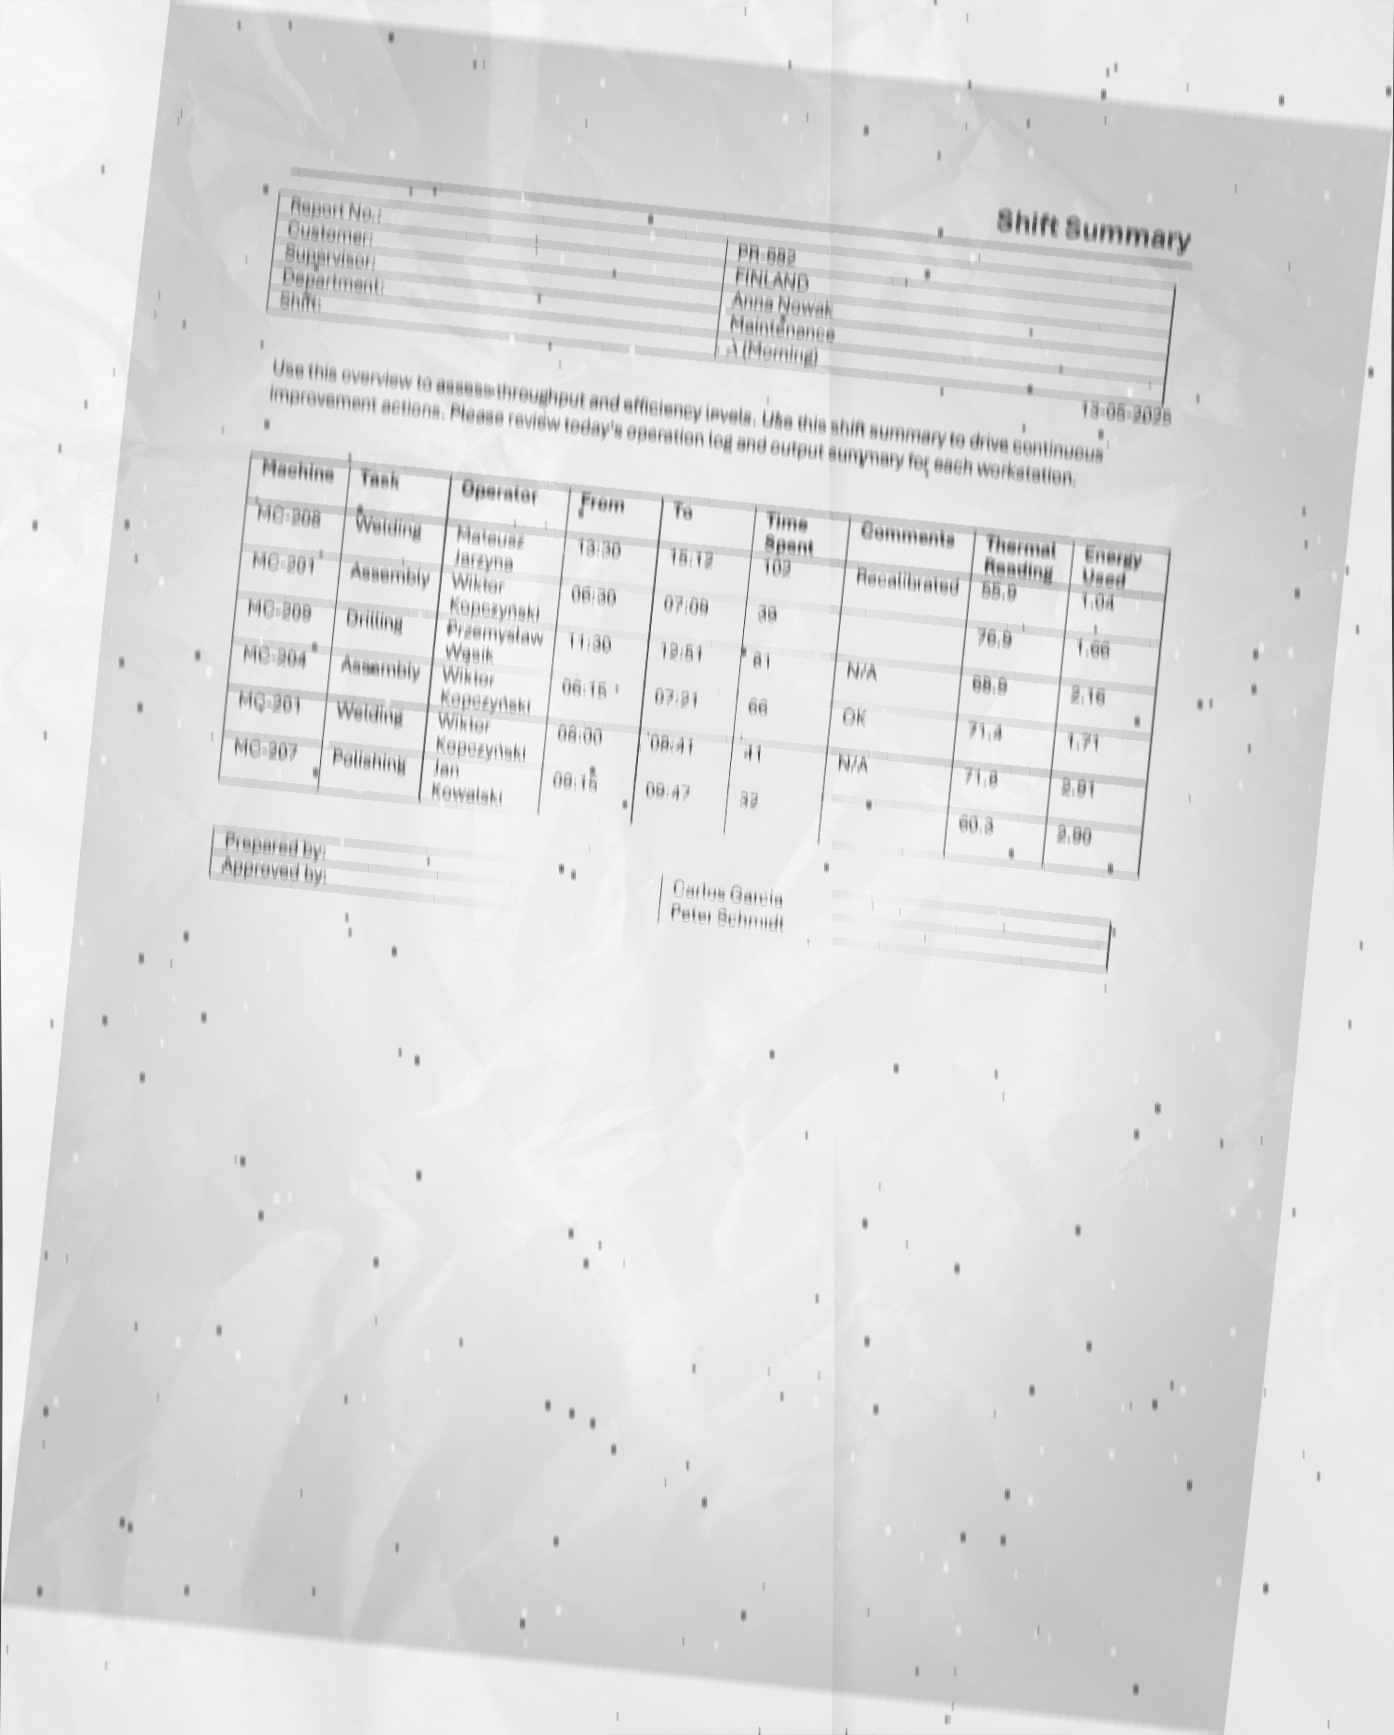 Shift Summary
Report No.: PR-682
Customer: FINLAND
Supervisor: Anna Nowak
Department: Maintenance
Shift: A (Morning)
13-05-2025
Use this overview to assess throughput and efficiency levels. Use this shift summary to drive continuous
improvement actions. Please review today's operation log and output summary for each workstation.
Machine Task Operator From To Time Spent Comments Thermal Reading Energy Used
MC-208 Welding Mateusz Jarzyna 13:30 15:12 102 Recalibrated 55.9 1.04
MC-201 Assembly Wiktor Kopczyński 06:30 07:09 39 76.9 1.66
MC-209 Drilling Przemysław Wąsik 11:30 12:51 81 N/A 68.9 2.16
MC-204 Assembly Wiktor Kopczyński 06:15 07:21 66 OK 71.4 1.71
MC-201 Welding Wiktor Kopczyński 08:00 08:41 41 N/A 71.8 2.91
MC-207 Polishing Jan Kowalski 09:15 09:47 32 60.3 2.90
Prepared by: Carlos Garcia
Approved by: Peter Schmidt